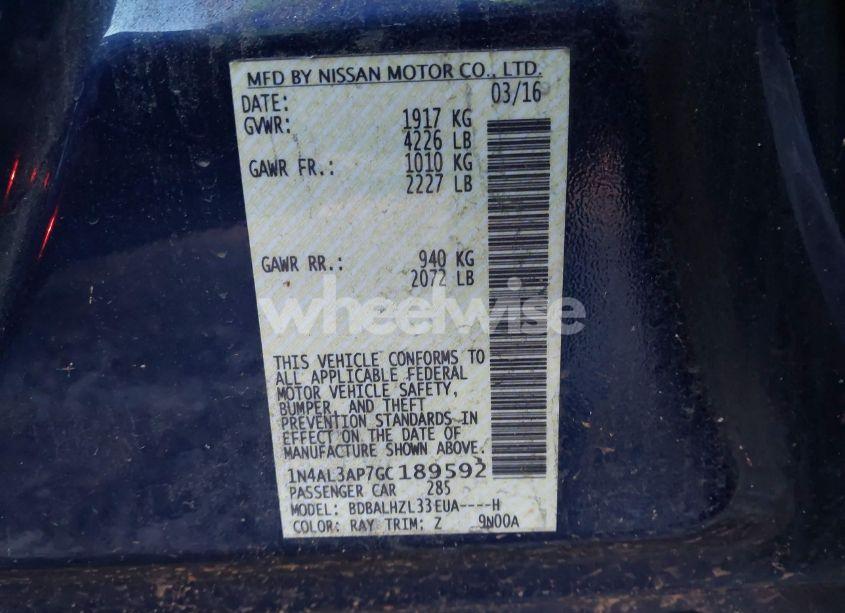 MFD BY NISSAN MOTOR CO., LTD.
DATE: 03/16
GVWR: 1917 KG
4226 LB
GAWR FR.: 1010 KG
2227 LB
GAWR RR.: 940 KG
2072 LB
wheelwise
THIS VEHICLE CONFORMS TO
ALL APPLICABLE FEDERAL
MOTOR VEHICLE SAFETY,
BUMPER, AND THEFT
PREVENTION STANDARDS IN
EFFECT ON THE DATE OF
MANUFACTURE SHOWN ABOVE.
1N4AL3AP7GC189592
PASSENGER CAR 285
MODEL: BDBALHZL33EUA----H
COLOR: RAY TRIM: Z 9N00A